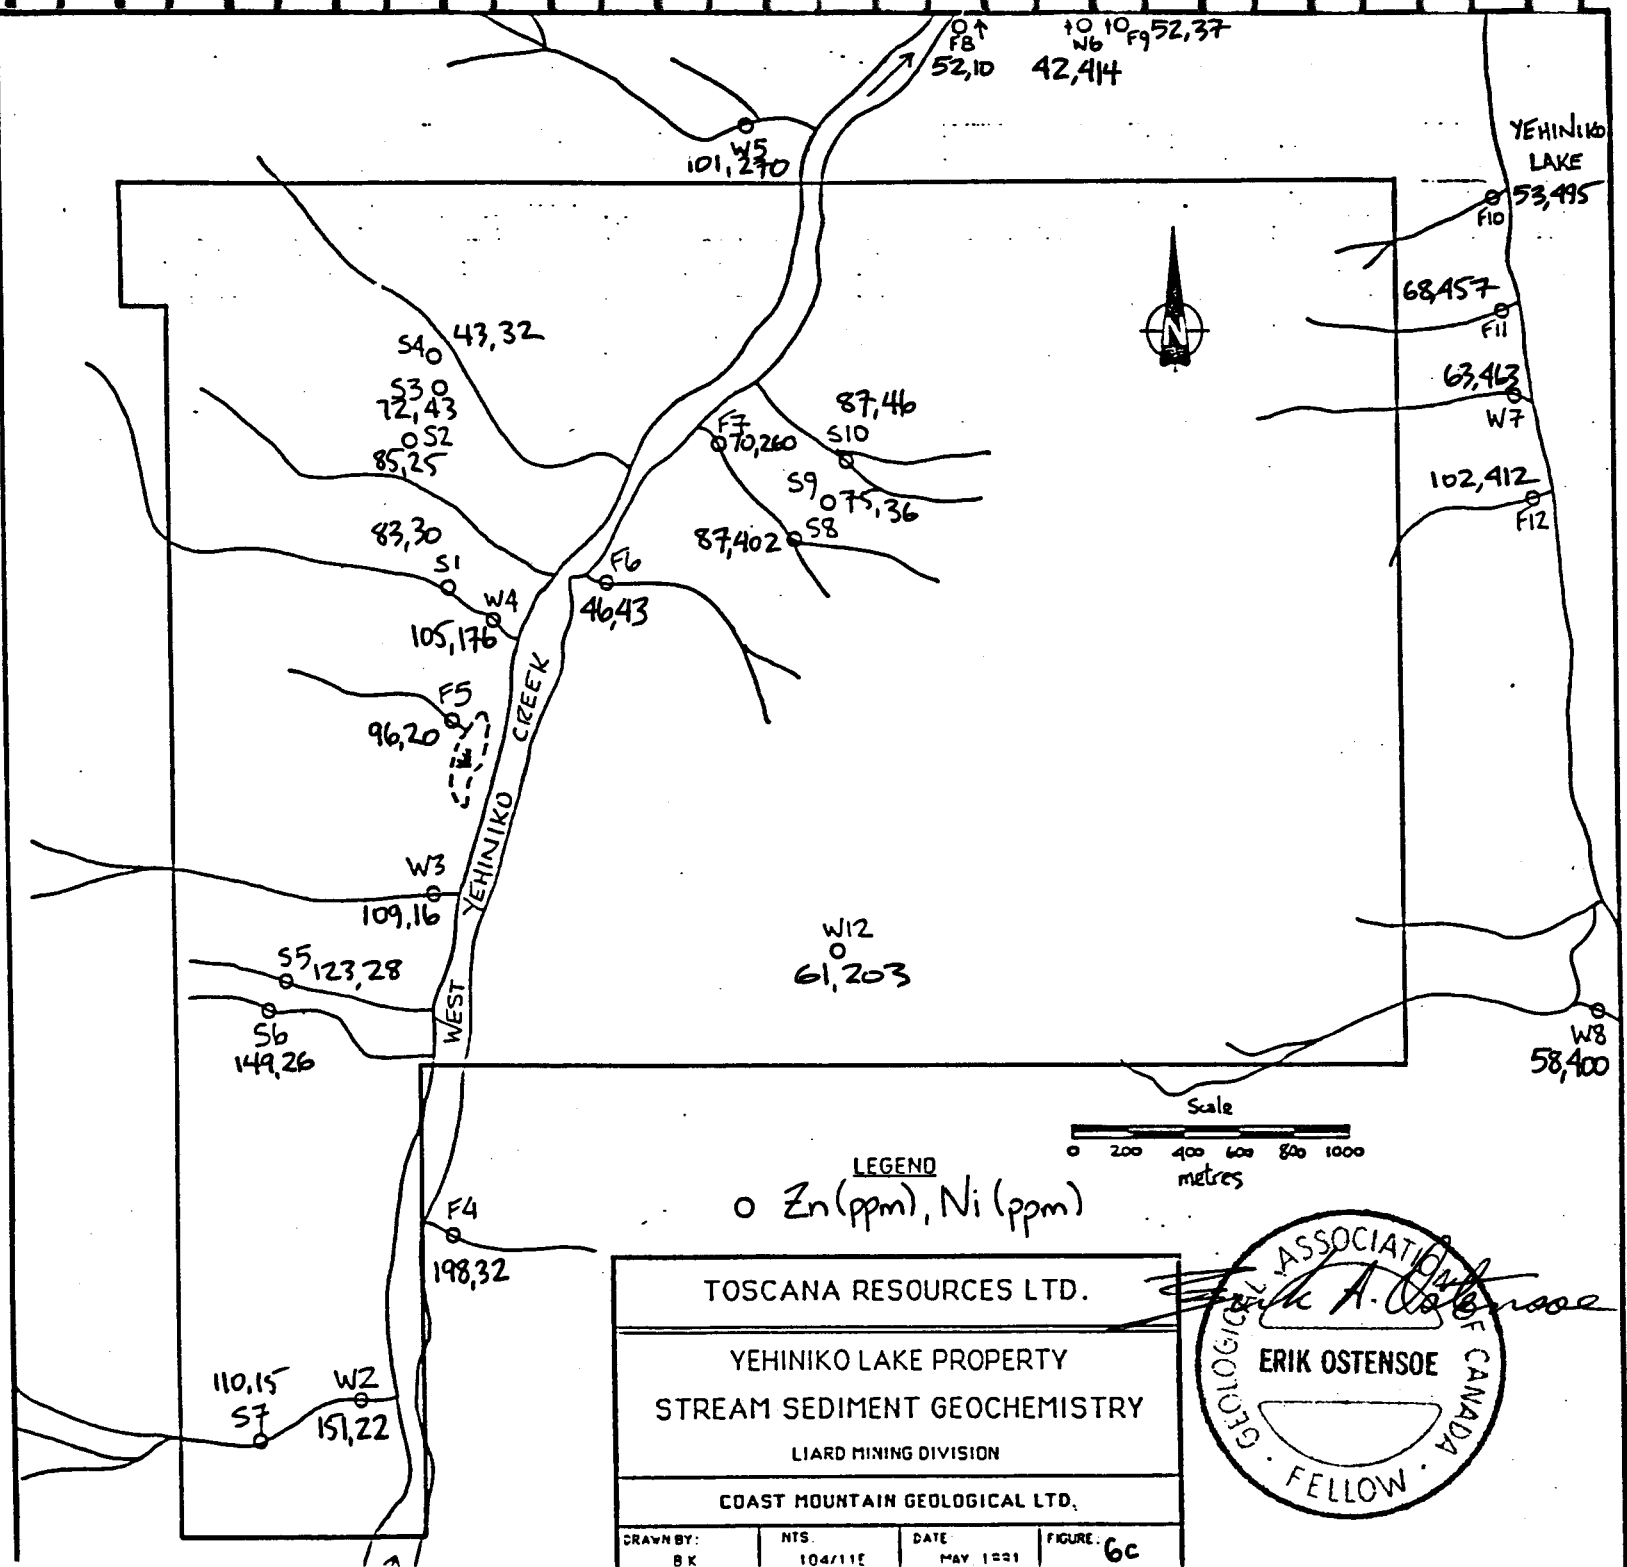 F8
52,10
N6
42,414
F9 52,37
W5
101,270
YEHINIKO
LAKE
53,495
F10
68,457
F11
63,463
W7
102,412
F12
S4 43,32
S3
72,43
S2
85,25
83,30
S1
W4
105,176
F5
96,20
N
87,46
S10
F7
70,260
S9
75,36
S8
87,402
F6
46,43
WEST YEHINIKO CREEK
W3
109,16
S5 123,28
S6
149,26
W12
61,203
W8
58,400
Scale
0 200 400 600 800 1000
metres
LEGEND
o Zn (ppm), Ni (ppm)
F4
198,32
110,15
S7
W2
151,22
TOSCANA RESOURCES LTD.
YEHINIKO LAKE PROPERTY
STREAM SEDIMENT GEOCHEMISTRY
LIARD MINING DIVISION
COAST MOUNTAIN GEOLOGICAL LTD.
DRAWN BY: BK
NTS. 104/11E
DATE MAY, 1991
FIGURE: 6c
GEOLOGICAL ASSOCIATION OF CANADA
Erik A. Ostensoe
ERIK OSTENSOE
FELLOW